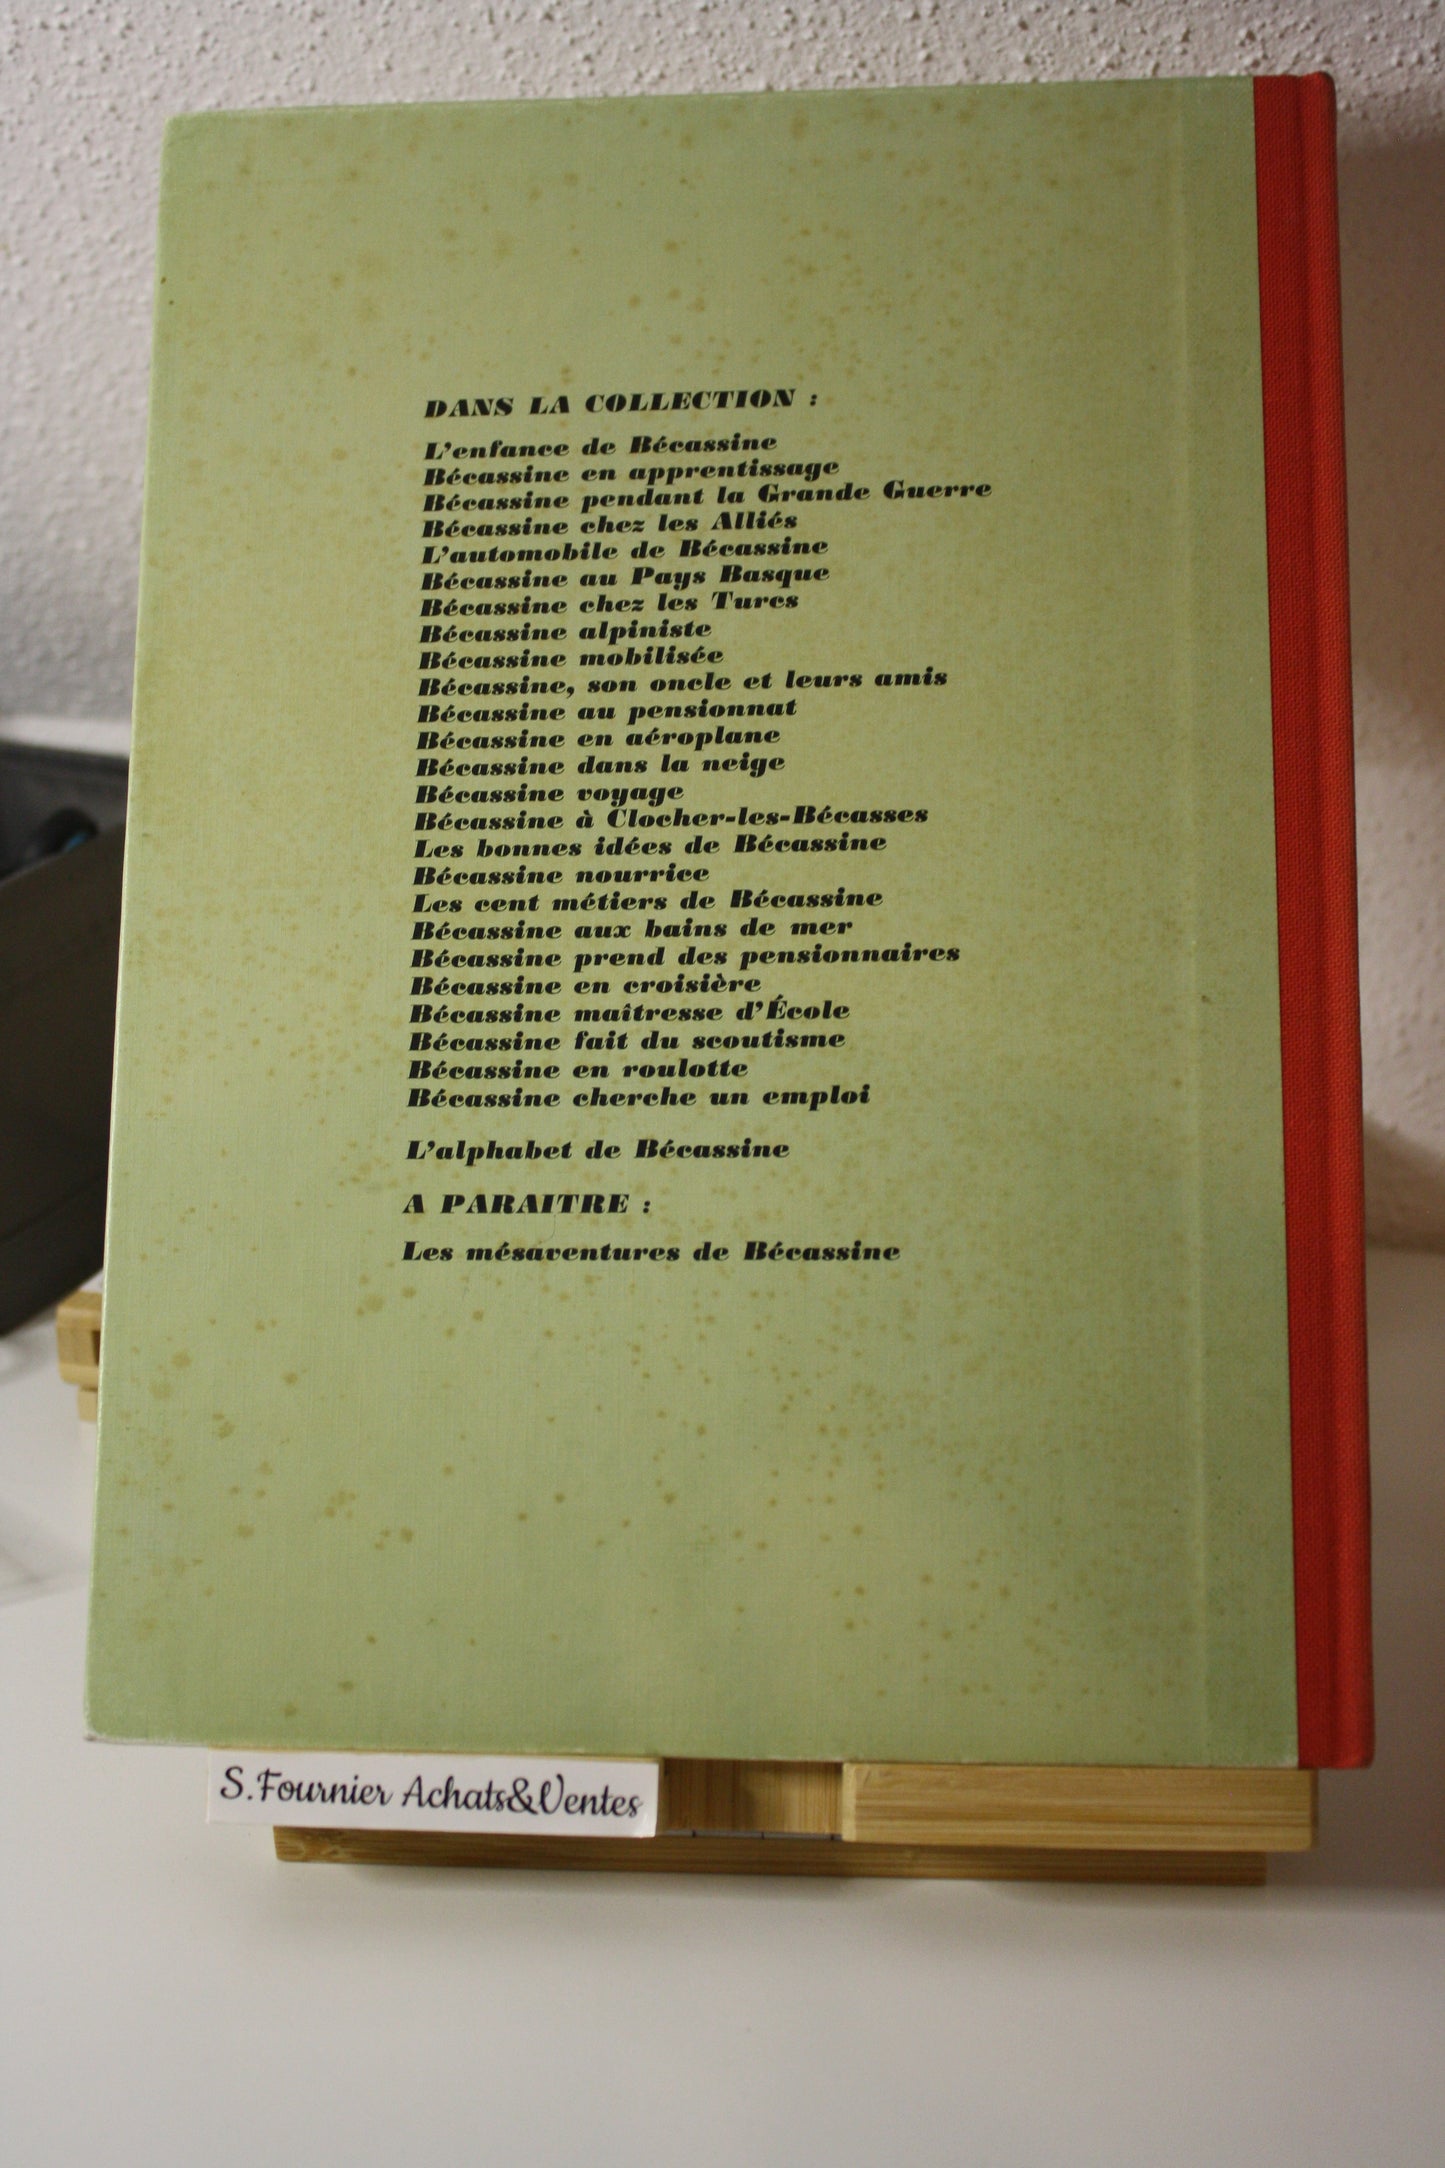 DANS LA COLLECTION :
L'enfance de Bécassine
Bécassine en apprentissage
Bécassine pendant la Grande Guerre
Bécassine chez les Alliés
L'automobile de Bécassine
Bécassine au Pays Basque
Bécassine chez les Turcs
Bécassine alpiniste
Bécassine mobilisée
Bécassine, son oncle et leurs amis
Bécassine au pensionnat
Bécassine en aéroplane
Bécassine dans la neige
Bécassine voyage
Bécassine à Clocher-les-Bécasses
Les bonnes idées de Bécassine
Bécassine nourrice
Les cent métiers de Bécassine
Bécassine aux bains de mer
Bécassine prend des pensionnaires
Bécassine en croisière
Bécassine maîtresse d'École
Bécassine fait du scoutisme
Bécassine en roulotte
Bécassine cherche un emploi
L'alphabet de Bécassine
A PARAITRE :
Les mésaventures de Bécassine
S.Fournier Achats&Ventes